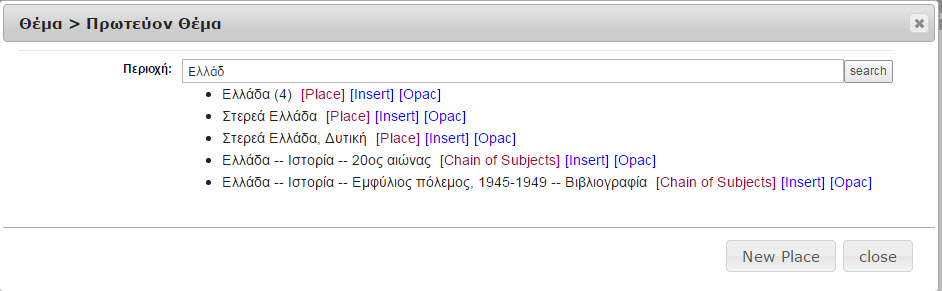 Θέμα > Πρωτεύον Θέμα
Περιοχή: Ελλάδ search
Ελλάδα (4) [Place] [Insert] [Opac]
Στερεά Ελλάδα [Place] [Insert] [Opac]
Στερεά Ελλάδα, Δυτική [Place] [Insert] [Opac]
Ελλάδα -- Ιστορία -- 20ος αιώνας [Chain of Subjects] [Insert] [Opac]
Ελλάδα -- Ιστορία -- Εμφύλιος πόλεμος, 1945-1949 -- Βιβλιογραφία [Chain of Subjects] [Insert] [Opac]
New Place close